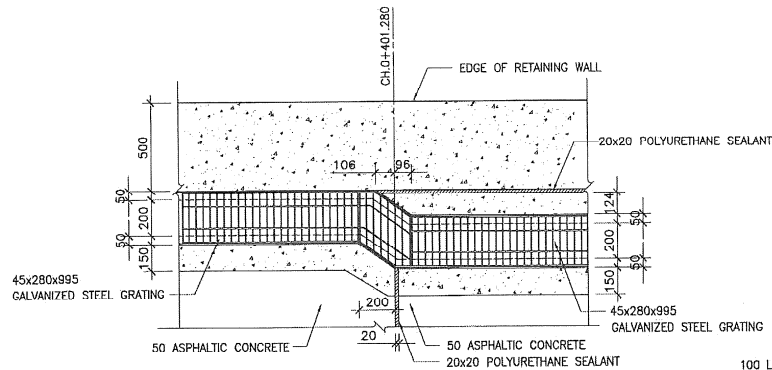 CH.0+401.280
EDGE OF RETAINING WALL
20x20 POLYURETHANE SEALANT
500
106
96
50
200
50
150
124
50
200
50
150
45x280x995
GALVANIZED STEEL GRATING
200
45x280x995
GALVANIZED STEEL GRATING
50 ASPHALTIC CONCRETE
20
50 ASPHALTIC CONCRETE
20x20 POLYURETHANE SEALANT
100 L